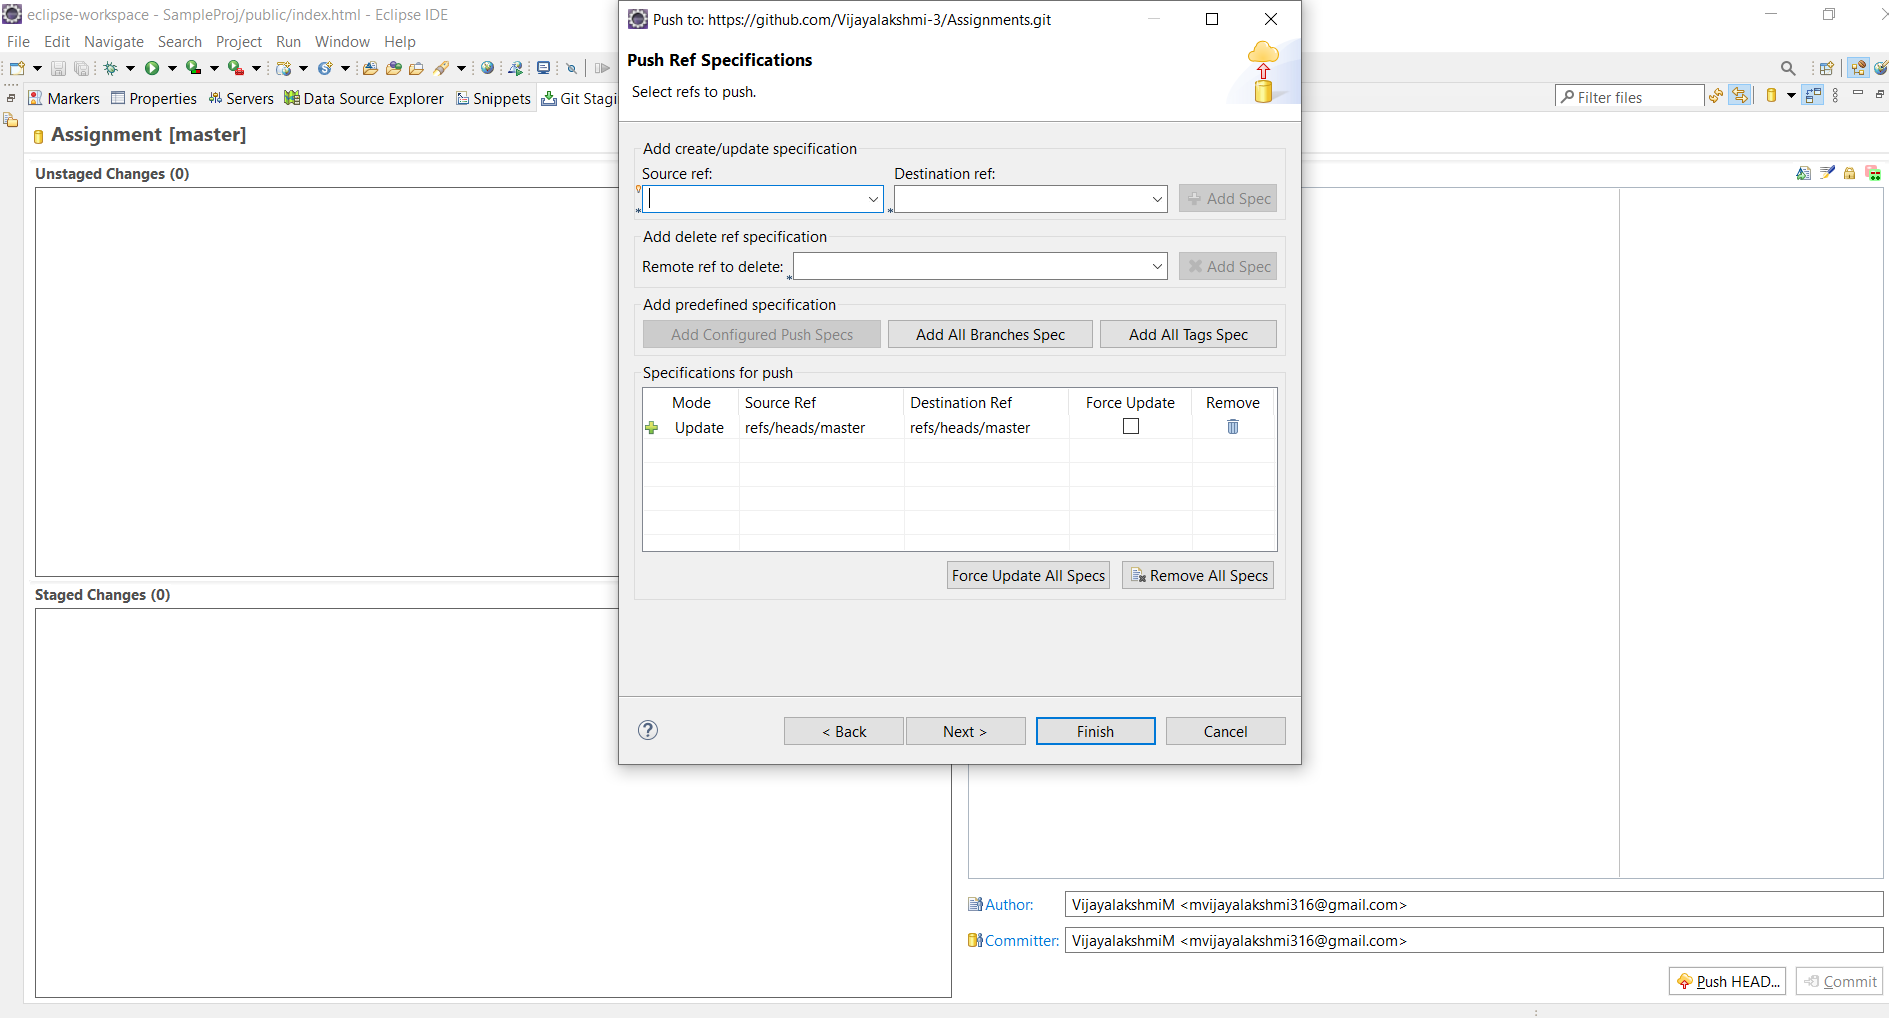 eclipse-workspace - SampleProj/public/index.html - Eclipse IDE
File Edit Navigate Search Project Run Window Help
Markers Properties Servers Data Source Explorer Snippets Git Stagi
Filter files
Assignment [master]
Unstaged Changes (0)
Staged Changes (0)
Push to: https://github.com/Vijayalakshmi-3/Assignments.git
Push Ref Specifications
Select refs to push.
Add create/update specification
Source ref: Destination ref:
Add Spec
Add delete ref specification
Remote ref to delete: Add Spec
Add predefined specification
Add Configured Push Specs Add All Branches Spec Add All Tags Spec
Specifications for push
Mode Source Ref Destination Ref Force Update Remove
Update refs/heads/master refs/heads/master
Force Update All Specs Remove All Specs
< Back Next > Finish Cancel
Author: VijayalakshmiM <mvijayalakshmi316@gmail.com>
Committer: VijayalakshmiM <mvijayalakshmi316@gmail.com>
Push HEAD... Commit